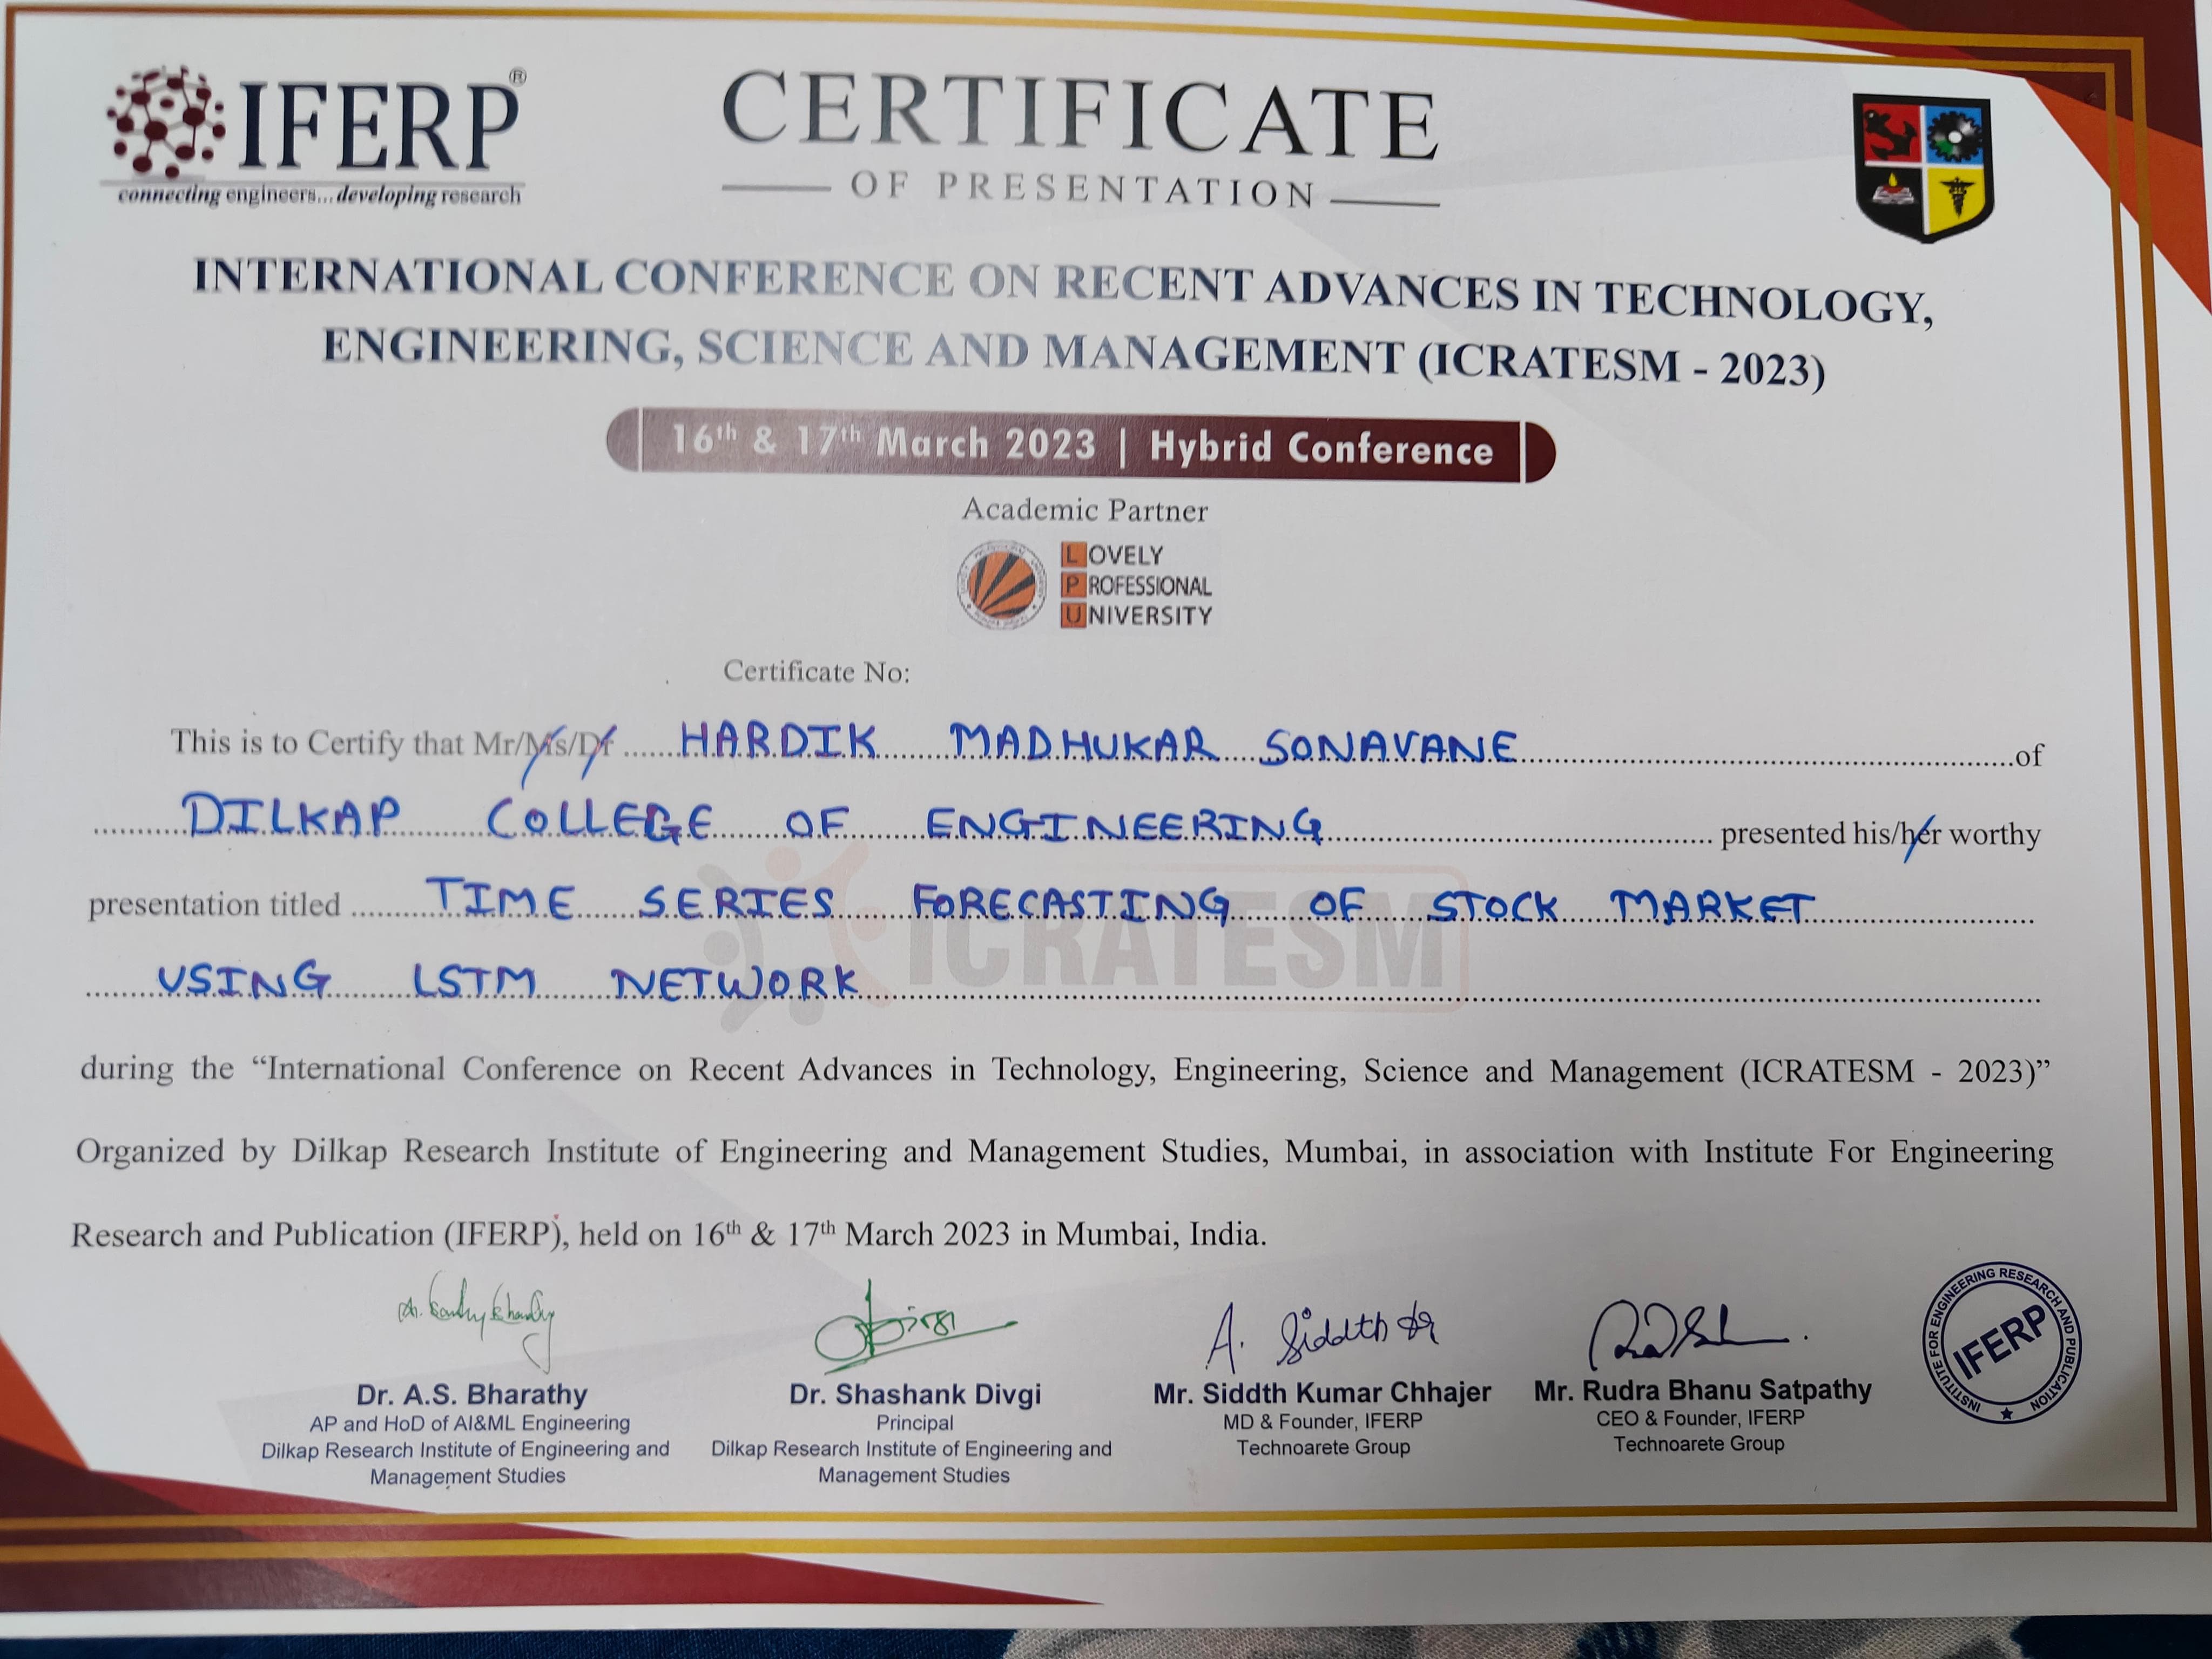 IFERP®
connecting engineers...developing research
CERTIFICATE
OF PRESENTATION
INTERNATIONAL CONFERENCE ON RECENT ADVANCES IN TECHNOLOGY,
ENGINEERING, SCIENCE AND MANAGEMENT (ICRATESM - 2023)
16th & 17th March 2023 | Hybrid Conference
Academic Partner
LOVELY
PROFESSIONAL
UNIVERSITY
Certificate No:
This is to Certify that Mr/Ms/Dr HARDIK MADHUKAR SONAVANE of
DILKAP COLLEGE OF ENGINEERING presented his/her worthy
presentation titled TIME SERIES FORECASTING OF STOCK MARKET
USING LSTM NETWORK
ICRATESM
during the “International Conference on Recent Advances in Technology, Engineering, Science and Management (ICRATESM - 2023)”
Organized by Dilkap Research Institute of Engineering and Management Studies, Mumbai, in association with Institute For Engineering
Research and Publication (IFERP), held on 16th & 17th March 2023 in Mumbai, India.
A. Siddth
Dr. A.S. Bharathy
AP and HoD of AI&ML Engineering
Dilkap Research Institute of Engineering and
Management Studies
Dr. Shashank Divgi
Principal
Dilkap Research Institute of Engineering and
Management Studies
Mr. Siddth Kumar Chhajer
MD & Founder, IFERP
Technoarete Group
Mr. Rudra Bhanu Satpathy
CEO & Founder, IFERP
Technoarete Group
INSTITUTE FOR ENGINEERING RESEARCH AND PUBLICATION
IFERP